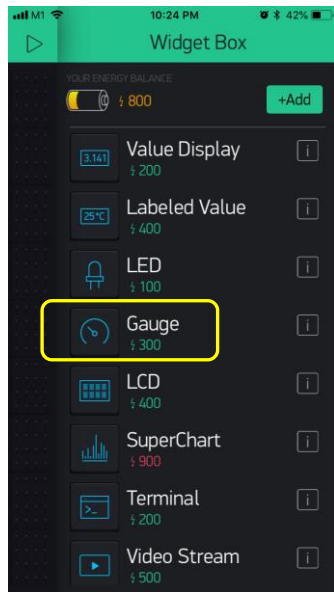 M1 10:24 PM 42%
Widget Box
YOUR ENERGY BALANCE
800 +Add
3.141 Value Display i
200
25°C Labeled Value i
400
LED i
100
Gauge i
300
LCD i
400
SuperChart i
900
>_ Terminal i
200
Video Stream i
500